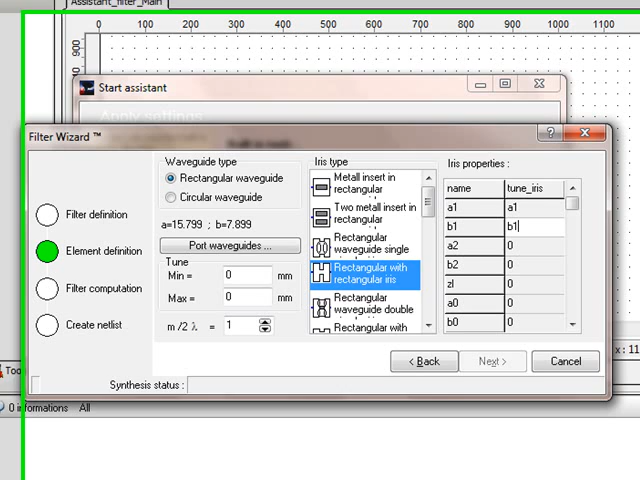 Assistant_filter_Main
0 100 200 300 400 500 600 700 800 900 1000 1100
900
Start assistant
Apply settings
Filter Wizard ™
Waveguide type
Rectangular waveguide
Circular waveguide
a=15.799 ; b=7.899
Port waveguides ...
Tune
Min = 0 mm
Max = 0 mm
m /2 λ = 1
Filter definition
Element definition
Filter computation
Create netlist
Iris type
Metall insert in
rectangular
Two metall insert in
rectangular
Rectangular
waveguide single
Rectangular with
rectangular iris
Rectangular
waveguide double
Rectangular with
Iris properties :
name tune_iris
a1 a1
b1 b1
a2 0
b2 0
zl 0
a0 0
b0 0
< Back
Next >
Cancel
Synthesis status :
x : 11
Too
0 informations All